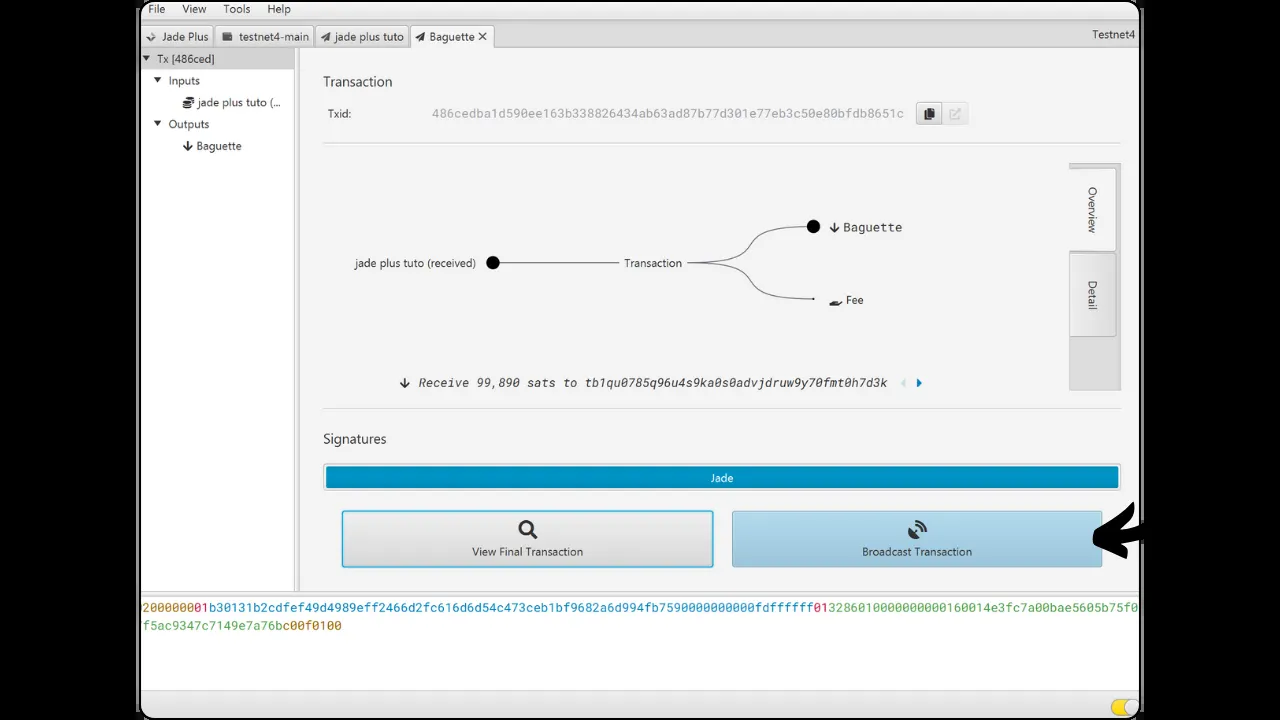 File View Tools Help
Jade Plus testnet4-main jade plus tuto Baguette Testnet4
Tx [486ced]
Inputs
jade plus tuto (...
Outputs
Baguette
Transaction
Txid: 486cedba1d590ee163b338826434ab63ad87b77d301e77eb3c50e80bfdb8651c
Overview
Detail
Baguette
jade plus tuto (received) Transaction
Fee
Receive 99,890 sats to tb1qu0785q96u4s9ka0s0advjdruw9y70fmt0h7d3k
Signatures
Jade
View Final Transaction Broadcast Transaction
200000001b30131b2cdfef49d4989eff2466d2fc616d6d54c473ceb1bf9682a6d994fb7590000000000fdffffff013286010000000000160014e3fc7a00bae5605b75f0
f5ac9347c7149e7a76bc00f0100